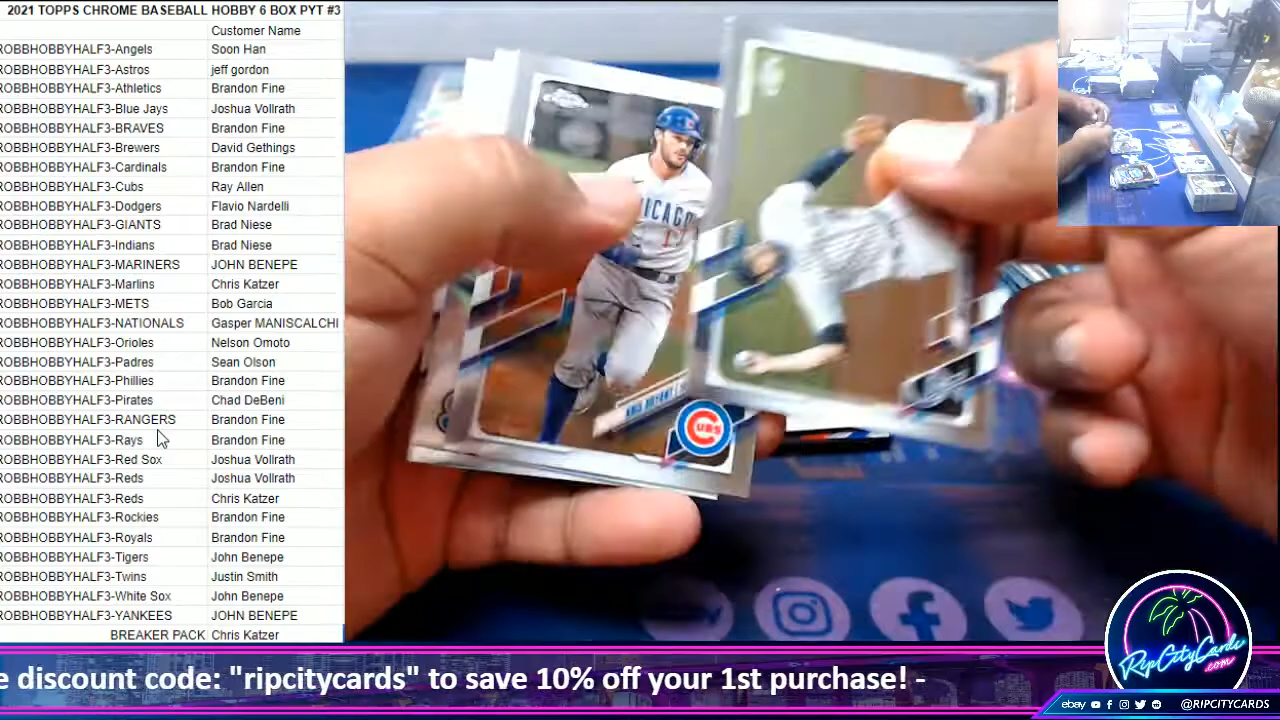 2021 TOPPS CHROME BASEBALL HOBBY 6 BOX PYT #3
Customer Name
ROBBHOBBYHALF3-Angels Soon Han
ROBBHOBBYHALF3-Astros jeff gordon
ROBBHOBBYHALF3-Athletics Brandon Fine
ROBBHOBBYHALF3-Blue Jays Joshua Vollrath
ROBBHOBBYHALF3-BRAVES Brandon Fine
ROBBHOBBYHALF3-Brewers David Gethings
ROBBHOBBYHALF3-Cardinals Brandon Fine
ROBBHOBBYHALF3-Cubs Ray Allen
ROBBHOBBYHALF3-Dodgers Flavio Nardelli
ROBBHOBBYHALF3-GIANTS Brad Niese
ROBBHOBBYHALF3-Indians Brad Niese
ROBBHOBBYHALF3-MARINERS JOHN BENEPE
ROBBHOBBYHALF3-Marlins Chris Katzer
ROBBHOBBYHALF3-METS Bob Garcia
ROBBHOBBYHALF3-NATIONALS Gasper MANISCALCHI
ROBBHOBBYHALF3-Orioles Nelson Omoto
ROBBHOBBYHALF3-Padres Sean Olson
ROBBHOBBYHALF3-Phillies Brandon Fine
ROBBHOBBYHALF3-Pirates Chad DeBeni
ROBBHOBBYHALF3-RANGERS Brandon Fine
ROBBHOBBYHALF3-Rays Brandon Fine
ROBBHOBBYHALF3-Red Sox Joshua Vollrath
ROBBHOBBYHALF3-Reds Joshua Vollrath
ROBBHOBBYHALF3-Reds Chris Katzer
ROBBHOBBYHALF3-Rockies Brandon Fine
ROBBHOBBYHALF3-Royals Brandon Fine
ROBBHOBBYHALF3-Tigers John Benepe
ROBBHOBBYHALF3-Twins Justin Smith
ROBBHOBBYHALF3-White Sox John Benepe
ROBBHOBBYHALF3-YANKEES JOHN BENEPE
BREAKER PACK Chris Katzer
CHICAGO
17
KRIS BRYANT
CUBS
e discount code: "ripcitycards" to save 10% off your 1st purchase! -
RipCityCards
.com
ebay @RIPCITYCARDS